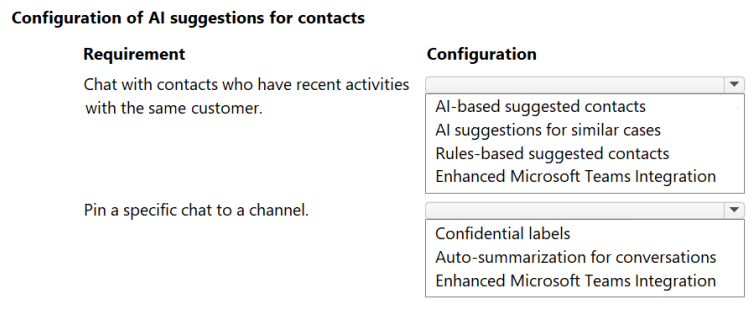 Configuration of AI suggestions for contacts
Requirement Configuration
Chat with contacts who have recent activities
with the same customer.
AI-based suggested contacts
AI suggestions for similar cases
Rules-based suggested contacts
Enhanced Microsoft Teams Integration
Pin a specific chat to a channel.
Confidential labels
Auto-summarization for conversations
Enhanced Microsoft Teams Integration